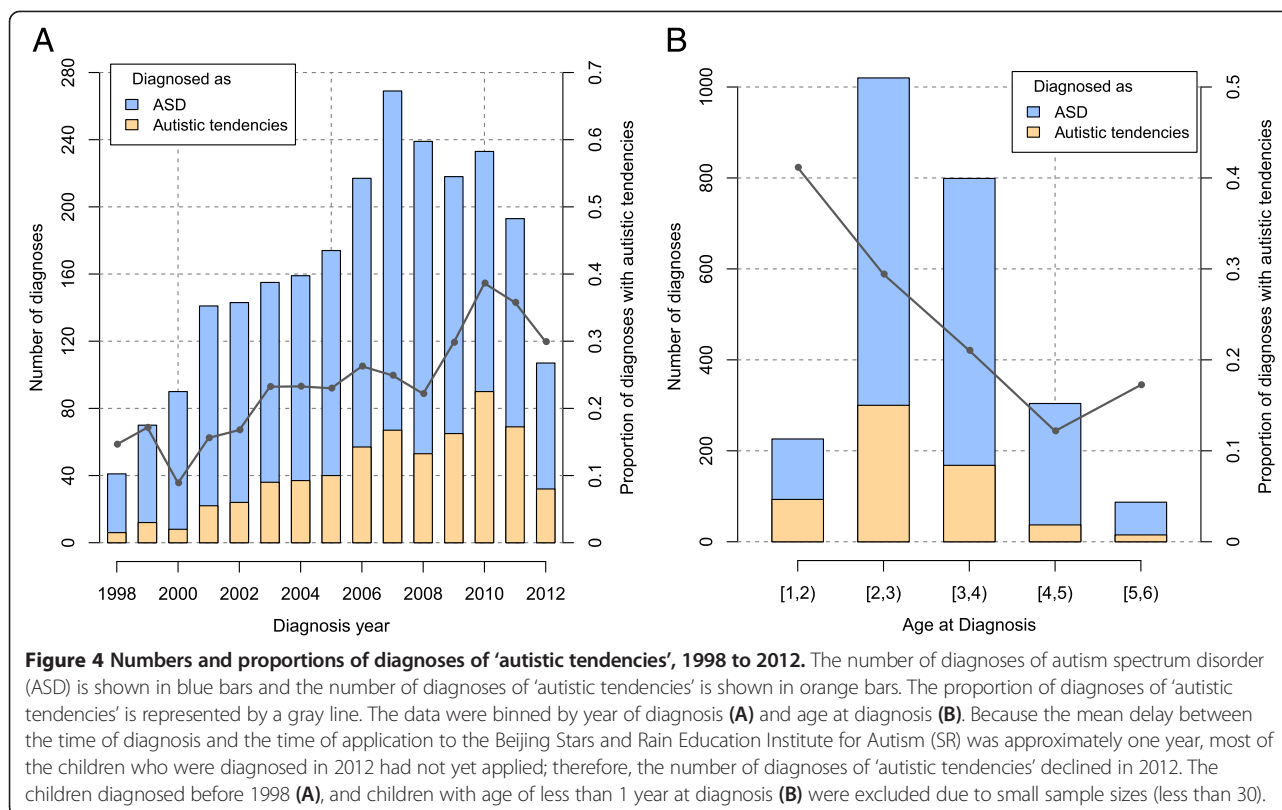 A
B
280
240
200
160
120
80
40
0
Number of diagnoses
Diagnosed as
ASD
Autistic tendencies
0.7
0.6
0.5
0.4
0.3
0.2
0.1
0
Proportion of diagnoses with autistic tendencies
1998 2000 2002 2004 2006 2008 2010 2012
Diagnosis year
1000
800
600
400
200
0
Number of diagnoses
Diagnosed as
ASD
Autistic tendencies
0.5
0.4
0.3
0.2
0.1
0
Proportion of diagnoses with autistic tendencies
[1,2) [2,3) [3,4) [4,5) [5,6)
Age at Diagnosis
Figure 4 Numbers and proportions of diagnoses of ‘autistic tendencies’, 1998 to 2012. The number of diagnoses of autism spectrum disorder
(ASD) is shown in blue bars and the number of diagnoses of ‘autistic tendencies’ is shown in orange bars. The proportion of diagnoses of ‘autistic
tendencies’ is represented by a gray line. The data were binned by year of diagnosis (A) and age at diagnosis (B). Because the mean delay between
the time of diagnosis and the time of application to the Beijing Stars and Rain Education Institute for Autism (SR) was approximately one year, most of
the children who were diagnosed in 2012 had not yet applied; therefore, the number of diagnoses of ‘autistic tendencies’ declined in 2012. The
children diagnosed before 1998 (A), and children with age of less than 1 year at diagnosis (B) were excluded due to small sample sizes (less than 30).